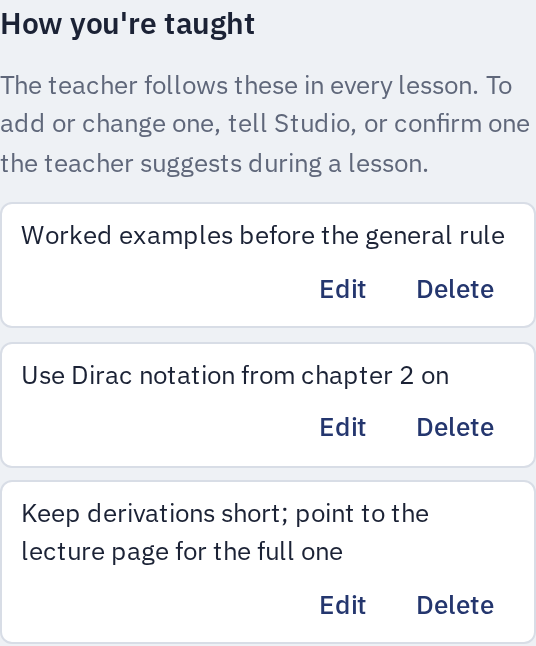 How you're taught
The teacher follows these in every lesson. To
add or change one, tell Studio, or confirm one
the teacher suggests during a lesson.
Worked examples before the general rule
Edit Delete
Use Dirac notation from chapter 2 on
Edit Delete
Keep derivations short; point to the
lecture page for the full one
Edit Delete